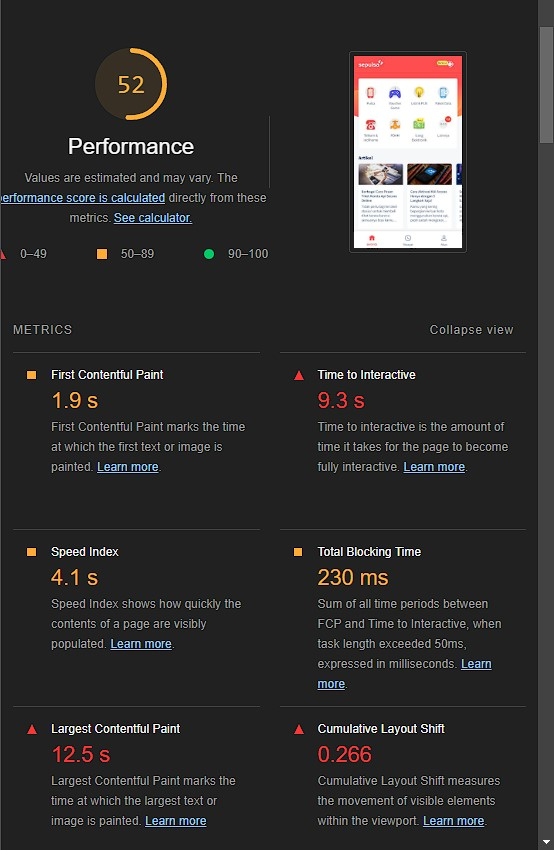 52
sepulsa
Performance
Values are estimated and may vary. The
performance score is calculated directly from these
metrics. See calculator.
0–49
50–89
90–100
METRICS
Collapse view
First Contentful Paint
1.9 s
First Contentful Paint marks the time
at which the first text or image is
painted. Learn more.
Time to Interactive
9.3 s
Time to interactive is the amount of
time it takes for the page to become
fully interactive. Learn more.
Speed Index
4.1 s
Speed Index shows how quickly the
contents of a page are visibly
populated. Learn more.
Total Blocking Time
230 ms
Sum of all time periods between
FCP and Time to Interactive, when
task length exceeded 50ms,
expressed in milliseconds. Learn
more.
Largest Contentful Paint
12.5 s
Largest Contentful Paint marks the
time at which the largest text or
image is painted. Learn more
Cumulative Layout Shift
0.266
Cumulative Layout Shift measures
the movement of visible elements
within the viewport. Learn more.